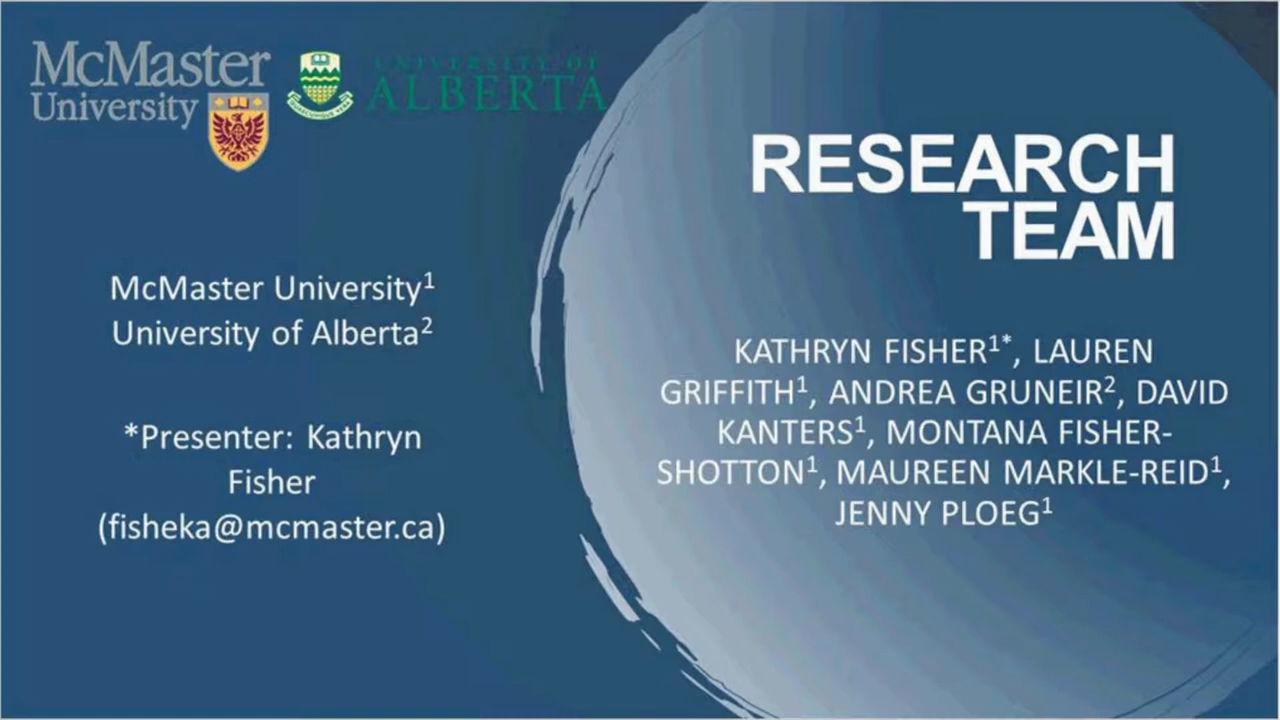 McMaster
University
UNIVERSITY OF
ALBERTA
RESEARCH
TEAM
McMaster University¹
University of Alberta²
*Presenter: Kathryn
Fisher
(fisheka@mcmaster.ca)
KATHRYN FISHER¹*, LAUREN
GRIFFITH¹, ANDREA GRUNEIR², DAVID
KANTERS¹, MONTANA FISHER-
SHOTTON¹, MAUREEN MARKLE-REID¹,
JENNY PLOEG¹